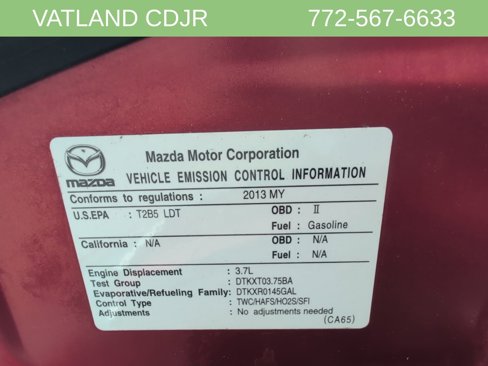 VATLAND CDJR 772-567-6633
mazda
Mazda Motor Corporation
VEHICLE EMISSION CONTROL INFORMATION
Conforms to regulations : 2013 MY
U.S.EPA : T2B5 LDT OBD : II
Fuel : Gasoline
California : N/A OBD : N/A
Fuel : N/A
Engine Displacement : 3.7L
Test Group : DTKXT03.75BA
Evaporative/Refueling Family: DTKXR0145GAL
Control Type : TWC/HAFS/HO2S/SFI
Adjustments : No adjustments needed
(CA65)